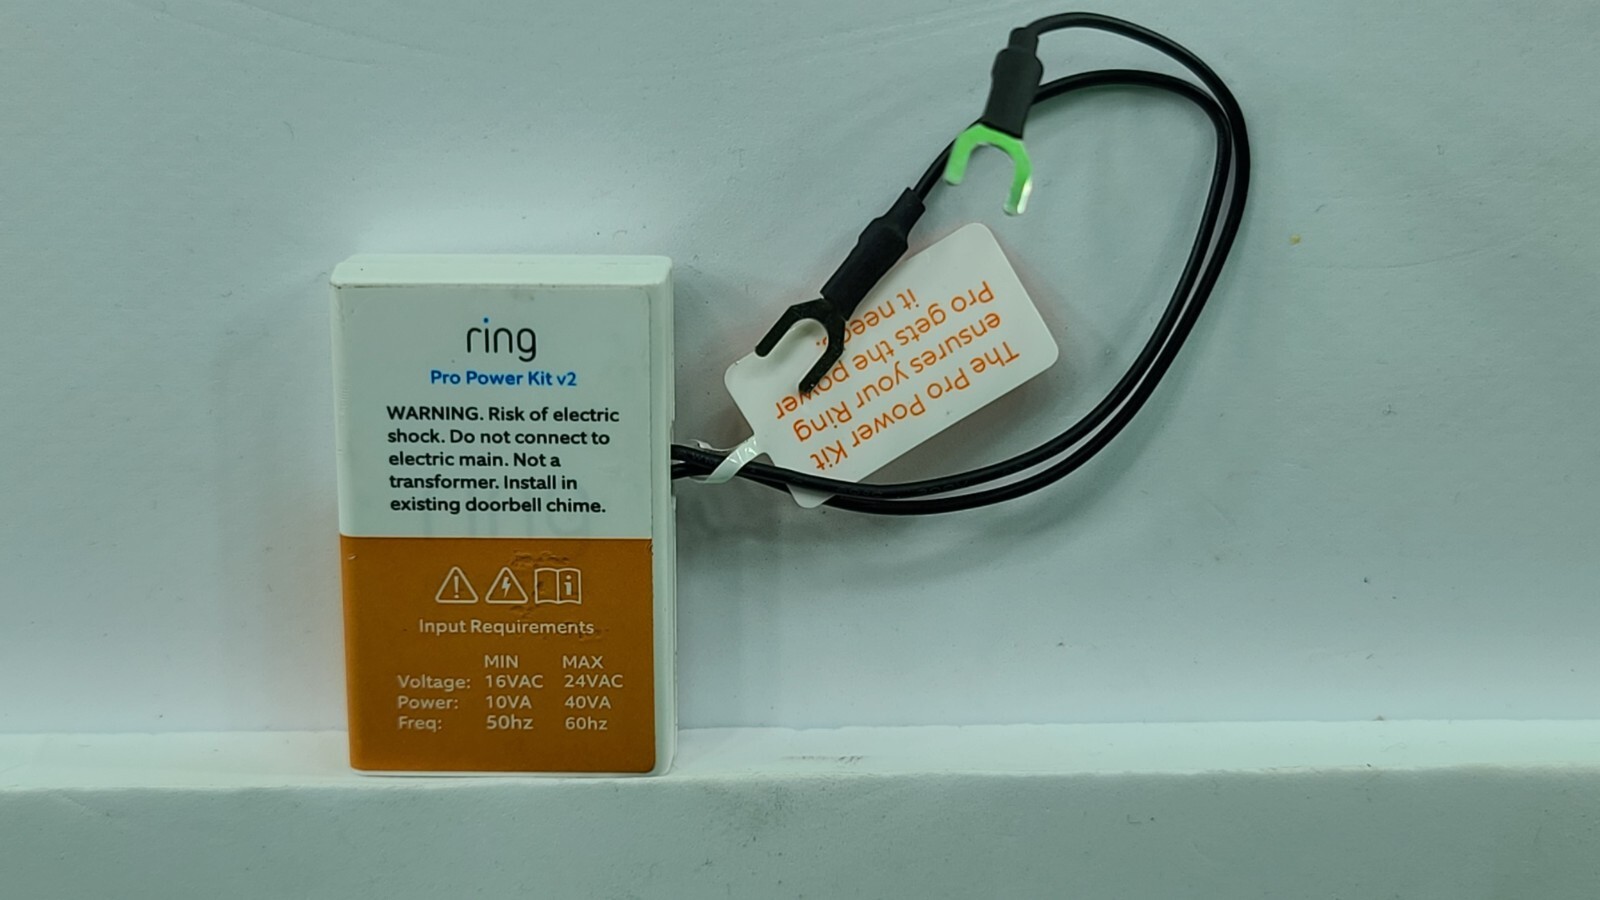 ring
Pro Power Kit v2
WARNING. Risk of electric
shock. Do not connect to
electric main. Not a
transformer. Install in
existing doorbell chime.
Input Requirements
MIN MAX
Voltage: 16VAC 24VAC
Power: 10VA 40VA
Freq: 50hz 60hz
The Pro Power Kit
ensures your Ring
Pro gets the power
it needs.